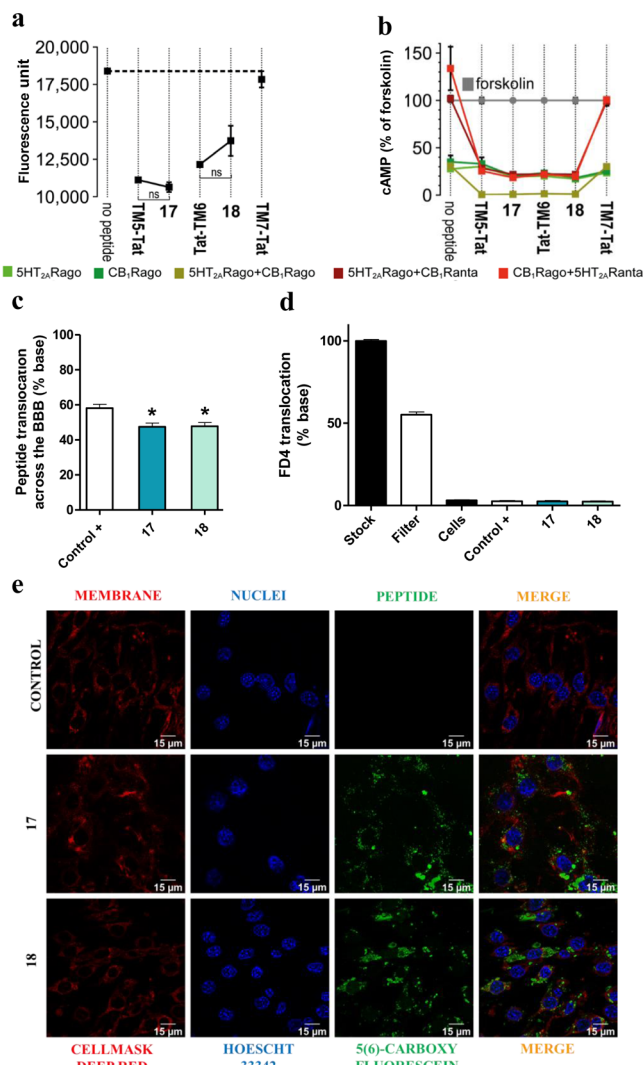 a
Fluorescence unit
20,000
17,500
15,000
12,500
10,000
ns
ns
no peptide
TM5-Tat
17
Tat-TM6
18
TM7-Tat
b
cAMP (% of forskolin)
150
100
50
0
forskolin
no peptide
TM5-Tat
17
Tat-TM6
18
TM7-Tat
5HT2ARago
CB1Rago
5HT2ARago+CB1Rago
5HT2ARago+CB1Ranta
CB1Rago+5HT2ARanta
c
Peptide translocation
across the BBB (% base)
100
80
60
40
20
0
*
*
Control +
17
18
d
FD4 translocation
(% base)
100
50
0
Stock
Filter
Cells
Control +
17
18
e
MEMBRANE
NUCLEI
PEPTIDE
MERGE
CONTROL
15 µm
15 µm
15 µm
15 µm
17
15 µm
15 µm
15 µm
15 µm
18
15 µm
15 µm
15 µm
15 µm
CELLMASK
DEEP RED
HOESCHT
33342
5(6)-CARBOXY
FLUORESCEIN
MERGE